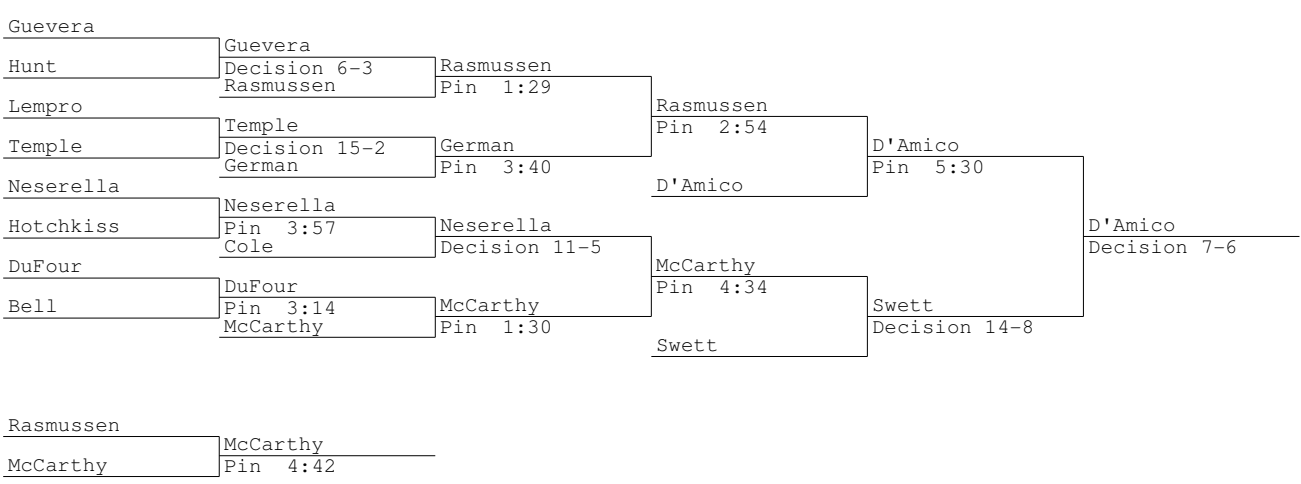 Guevera
Hunt
Lempro
Temple
Neserella
Hotchkiss
DuFour
Bell
Guevera
Decision 6-3
Rasmussen
Temple
Decision 15-2
German
Neserella
Pin 3:57
Cole
DuFour
Pin 3:14
McCarthy
Rasmussen
Pin 1:29
German
Pin 3:40
Neserella
Decision 11-5
McCarthy
Pin 1:30
Rasmussen
Pin 2:54
D'Amico
McCarthy
Pin 4:34
Swett
D'Amico
Pin 5:30
Swett
Decision 14-8
D'Amico
Decision 7-6
Rasmussen
McCarthy
McCarthy
Pin 4:42